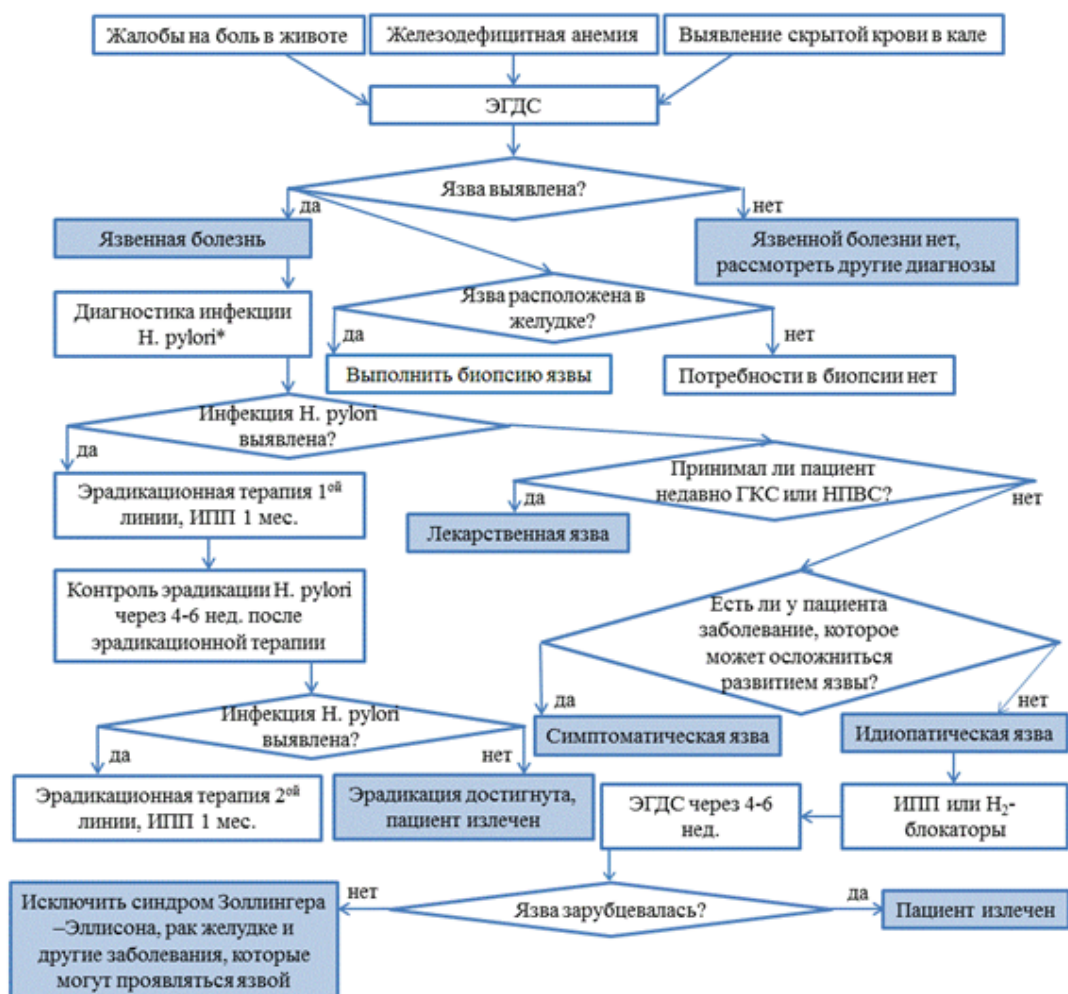 Жалобы на боль в животе
Железодефицитная анемия
Выявление скрытой крови в кале
ЭГДС
Язва выявлена?
да
нет
Язвенная болезнь
Язвенной болезни нет,
рассмотреть другие диагнозы
Диагностика инфекции
H. pylori*
Язва расположена в
желудке?
да
нет
Выполнить биопсию язвы
Потребности в биопсии нет
Инфекция H. pylori
выявлена?
да
Принимал ли пациент
недавно ГКС или НПВС?
да
нет
Эрадикационная терапия 1ой
линии, ИПП 1 мес.
Лекарственная язва
Контроль эрадикации H. pylori
через 4-6 нед. после
эрадикационной терапии
Есть ли у пациента
заболевание, которое
может осложниться
развитием язвы?
да
нет
Инфекция H. pylori
выявлена?
да
нет
Симптоматическая язва
Идиопатическая язва
Эрадикационная терапия 2ой
линии, ИПП 1 мес.
Эрадикация достигнута,
пациент излечен
ЭГДС через 4-6
нед.
ИПП или H2-
блокаторы
Язва зарубцевалась?
нет
да
Исключить синдром Золлингера
–Эллисона, рак желудке и
другие заболевания, которые
могут проявляться язвой
Пациент излечен